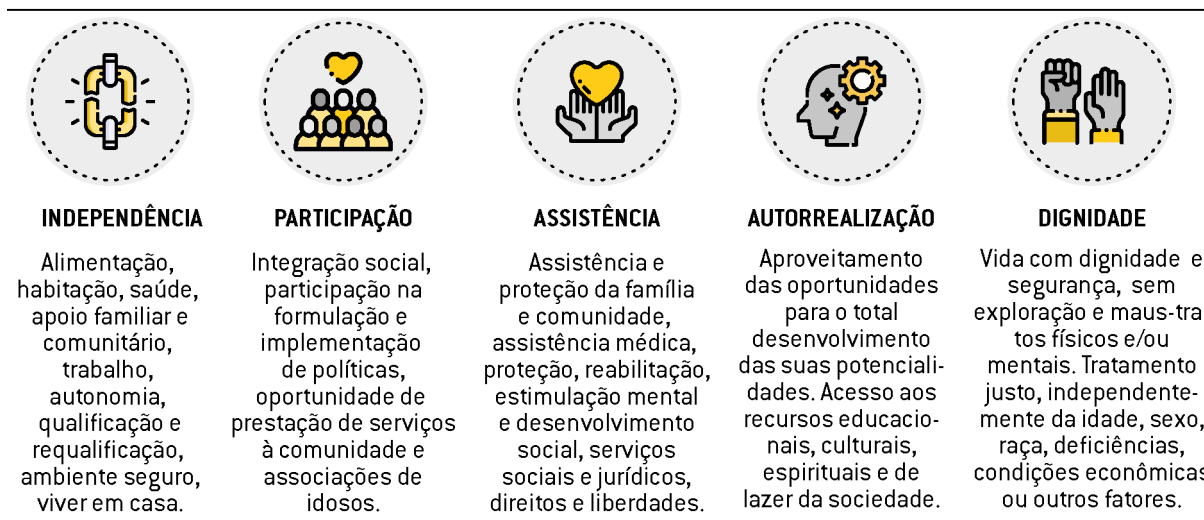 INDEPENDÊNCIA
Alimentação,
habitação, saúde,
apoio familiar e
comunitário,
trabalho,
autonomia,
qualificação e
requalificação,
ambiente seguro,
viver em casa.
PARTICIPAÇÃO
Integração social,
participação na
formulação e
implementação
de políticas,
oportunidade de
prestação de serviços
à comunidade e
associações de
idosos.
ASSISTÊNCIA
Assistência e
proteção da família
e comunidade,
assistência médica,
proteção, reabilitação,
estimulação mental
e desenvolvimento
social, serviços
sociais e jurídicos,
direitos e liberdades.
AUTORREALIZAÇÃO
Aproveitamento
das oportunidades
para o total
desenvolvimento
das suas potenciali-
dades. Acesso aos
recursos educacio-
nais, culturais,
espirituais e de
lazer da sociedade.
DIGNIDADE
Vida com dignidade e
segurança, sem
exploração e maus-tra
tos físicos e/ou
mentais. Tratamento
justo, independente-
mente da idade, sexo,
raça, deficiências,
condições econômicas
ou outros fatores.